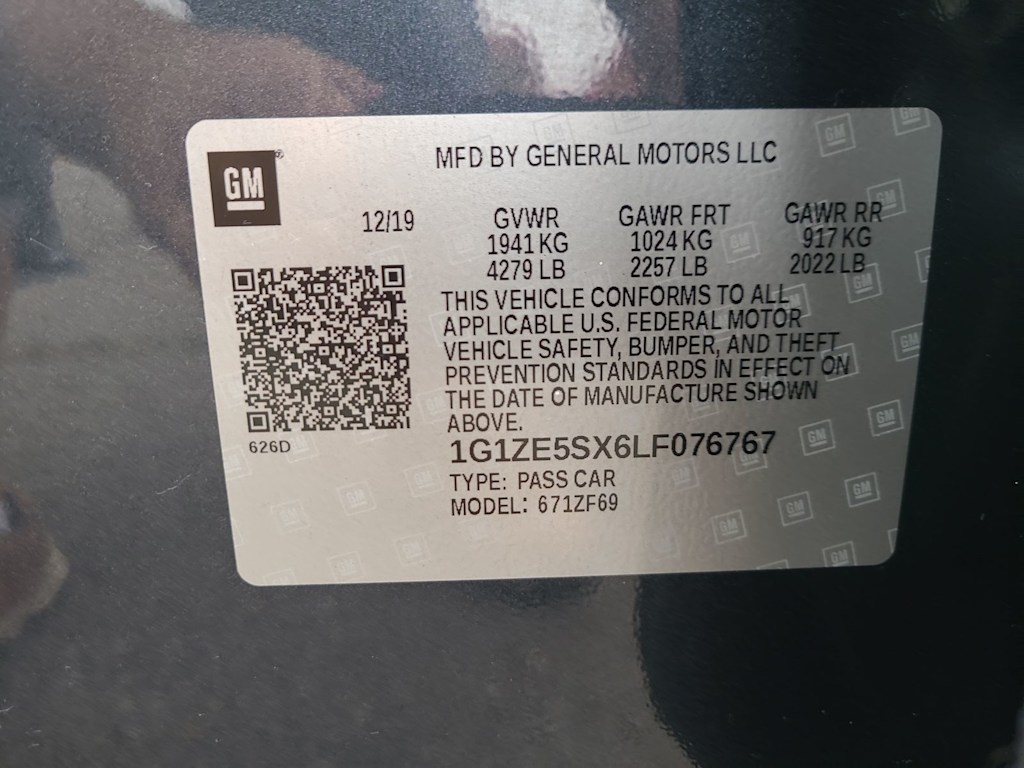 GM
MFD BY GENERAL MOTORS LLC
12/19 GVWR GAWR FRT GAWR RR
1941 KG 1024 KG 917 KG
4279 LB 2257 LB 2022 LB
THIS VEHICLE CONFORMS TO ALL
APPLICABLE U.S. FEDERAL MOTOR
VEHICLE SAFETY, BUMPER, AND THEFT
PREVENTION STANDARDS IN EFFECT ON
THE DATE OF MANUFACTURE SHOWN
ABOVE.
626D
1G1ZE5SX6LF076767
TYPE: PASS CAR
MODEL: 671ZF69